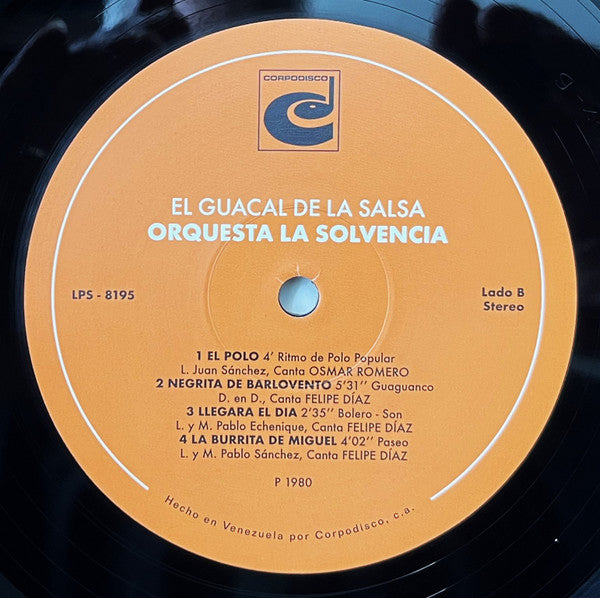 CORPODISCO
EL GUACAL DE LA SALSA
ORQUESTA LA SOLVENCIA
LPS - 8195
Lado B
Stereo
1 EL POLO 4' Ritmo de Polo Popular
L. Juan Sánchez, Canta OSMAR ROMERO
2 NEGRITA DE BARLOVENTO 5'31'' Guaguanco
D. en D., Canta FELIPE DÍAZ
3 LLEGARA EL DIA 2'35'' Bolero - Son
L. y M. Pablo Echenique, Canta FELIPE DÍAZ
4 LA BURRITA DE MIGUEL 4'02'' Paseo
L. y M. Pablo Sánchez, Canta FELIPE DÍAZ
P 1980
Hecho en Venezuela por Corpodisco, c.a.